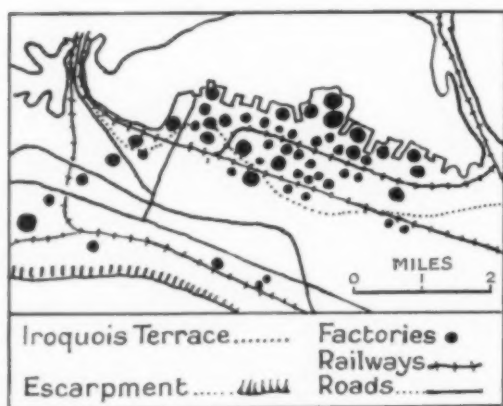 MILES
0 1 2
Iroquois Terrace.......
Factories
Railways
Escarpment......
Roads....